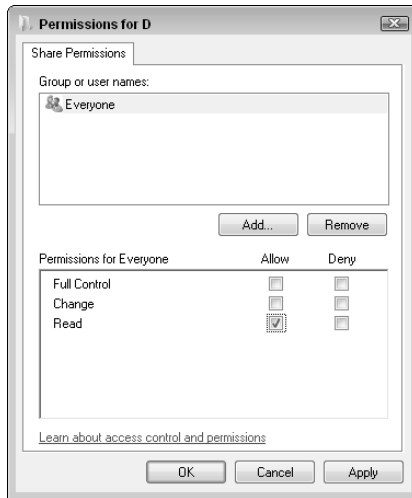 Permissions for D
Share Permissions
Group or user names:
Everyone
Add...
Remove
Permissions for Everyone
Allow
Deny
Full Control
Change
Read
Learn about access control and permissions
OK
Cancel
Apply